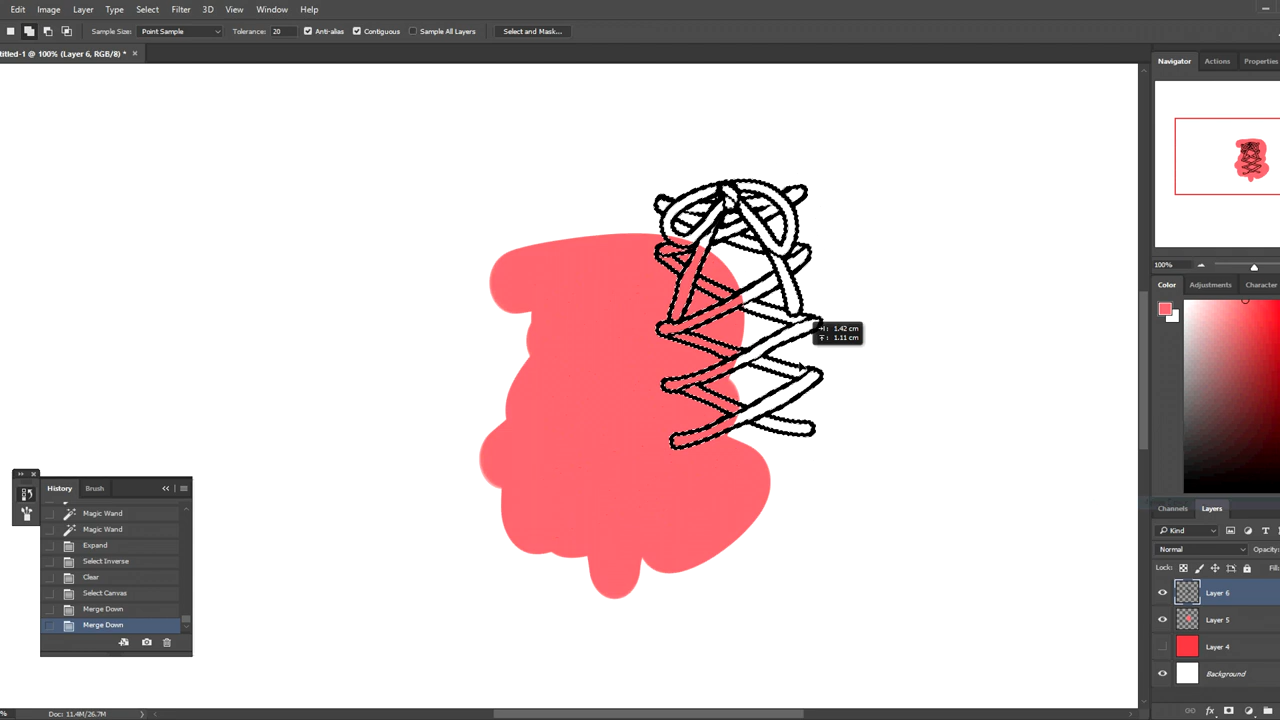 Edit Image Layer Type Select Filter 3D View Window Help
Sample Size: Point Sample Tolerance: 20 Anti-alias Contiguous Sample All Layers Select and Mask...
ntitled-1 @ 100% (Layer 6, RGB/8) * ×
Navigator Actions Properties
100%
Color Adjustments Character
→|: 1.42 cm
1.11 cm
History Brush
Magic Wand
Magic Wand
Expand
Select Inverse
Clear
Select Canvas
Merge Down
Merge Down
Channels Layers
Kind
Normal Opacity:
Lock: Fill:
Layer 6
Layer 5
Layer 4
Background
% Doc: 11.4M/26.7M